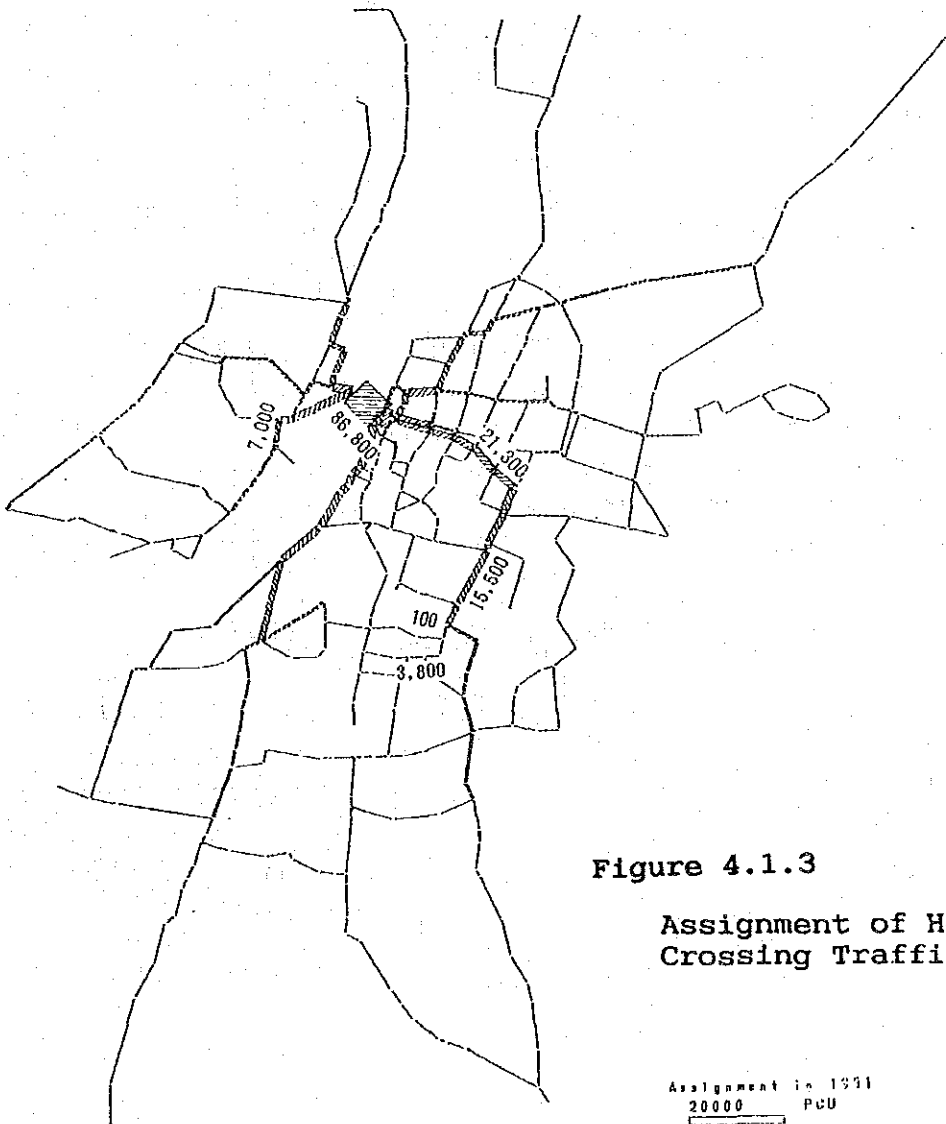 7,000
86,800
21,300
15,500
100
3,800
Figure 4.1.3
Assignment of H
Crossing Traffi
Assignment in
20000 PCU